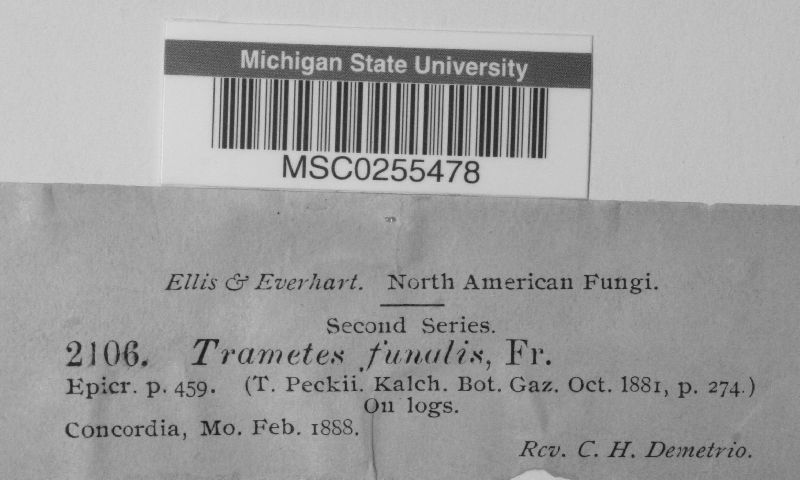 Michigan State University
MSC0255478
Ellis & Everhart. North American Fungi.
Second Series.
2106. Trametes funalis, Fr.
Epicr. p. 459. (T. Peckii. Kalch. Bot. Gaz. Oct. 1881, p. 274.)
On logs.
Concordia, Mo. Feb. 1888.
Rev. C. H. Demetrio.